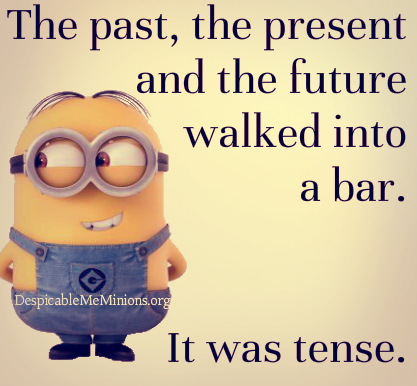 The past, the present
and the future
walked into
a bar.
DespicableMeMinions.org
It was tense.